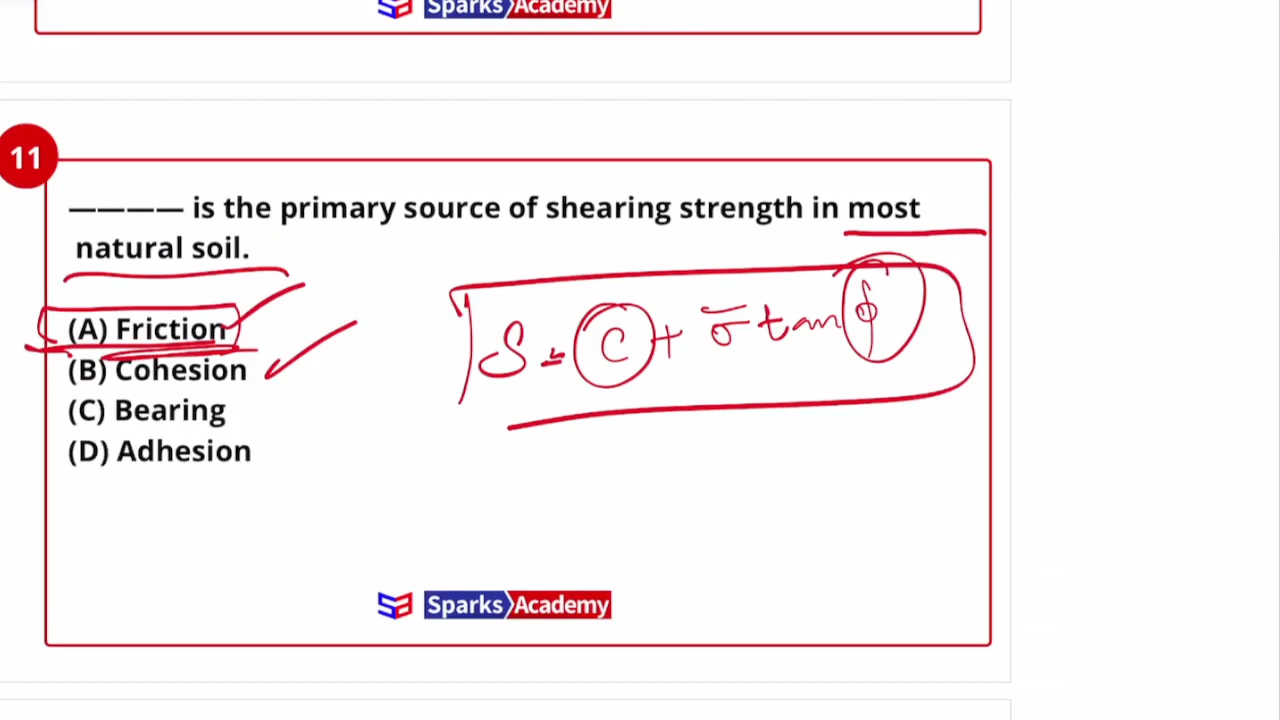 Sparks Academy
11
———— is the primary source of shearing strength in most
natural soil.
(A) Friction
S = C + σ̄ tan ϕ
(B) Cohesion
(C) Bearing
(D) Adhesion
Sparks Academy